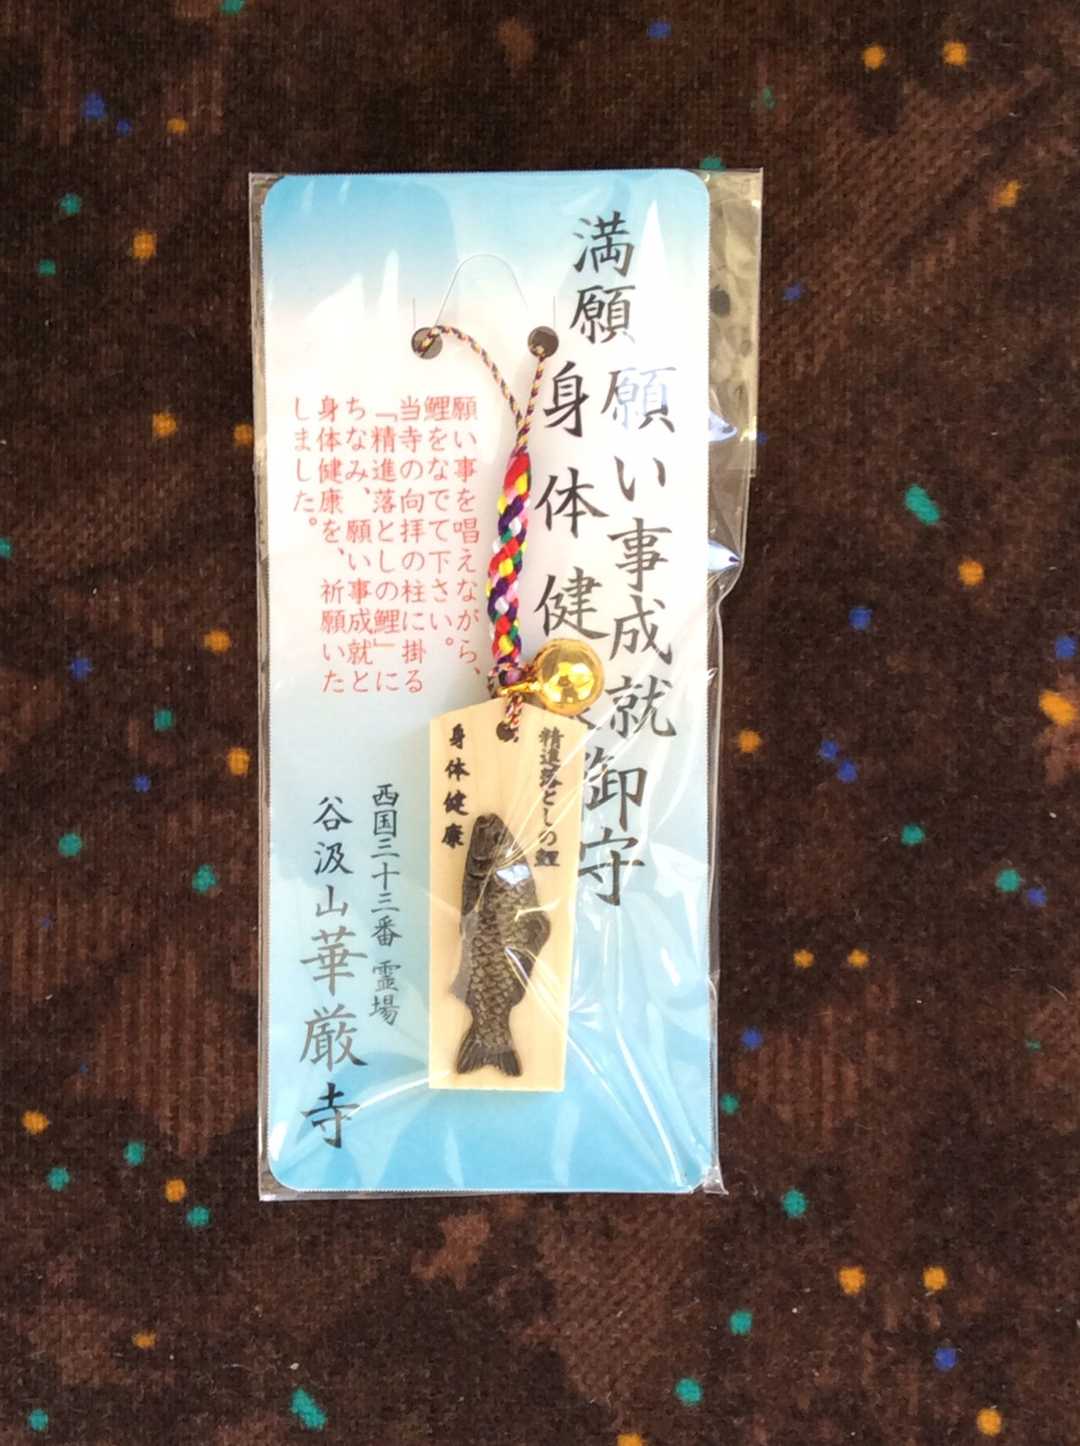 満願
願い事成就
身体健
御守
願い事を唱えながら、
鯉をなでて下さい。
当寺の向拝の柱に掛る
「精進落としの鯉」に
ちなみ、願い事成就と
身体健康を、祈願いた
しました。
精進落としの鯉
身体健康
西国三十三番 霊場
谷汲山華厳寺